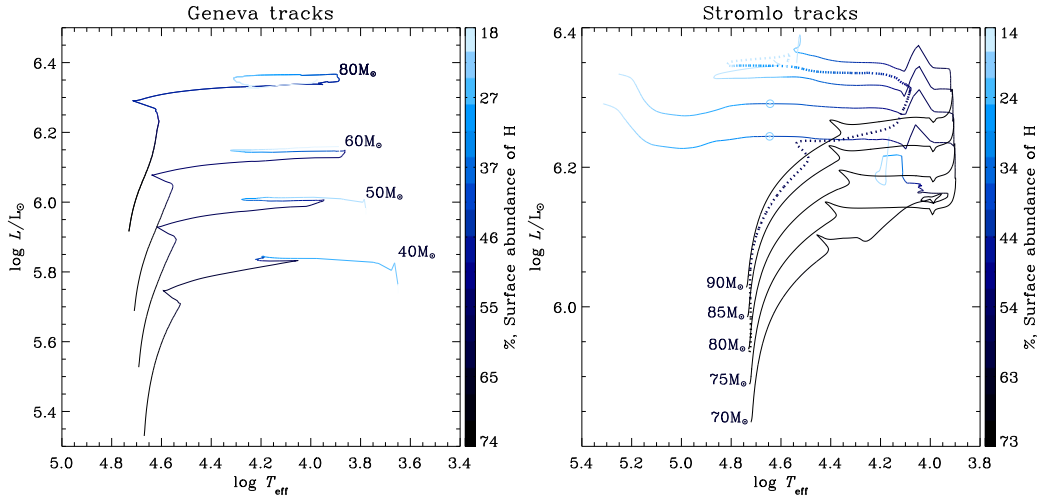 Geneva tracks
log L/L⊙
6.4
6.2
6.0
5.8
5.6
5.4
80M⊙
60M⊙
50M⊙
40M⊙
5.0 4.8 4.6 4.4 4.2 4.0 3.8 3.6 3.4
log Teff
18
27
37
46
55
65
74
%, Surface abundance of H
Stromlo tracks
log L/L⊙
6.4
6.2
6.0
90M⊙
85M⊙
80M⊙
75M⊙
70M⊙
5.4 5.2 5.0 4.8 4.6 4.4 4.2 4.0 3.8
log Teff
14
24
34
44
54
63
73
%, Surface abundance of H